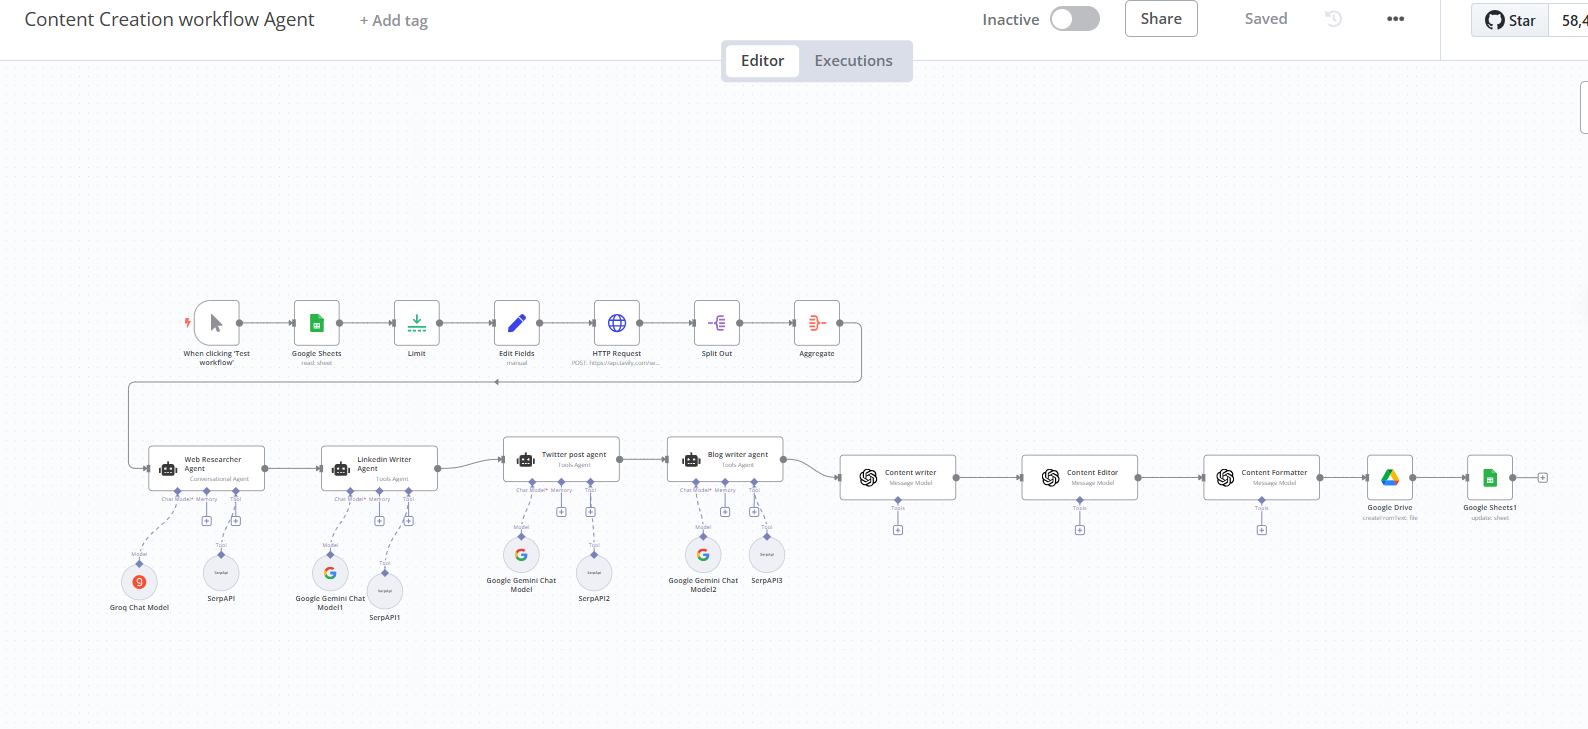 Content Creation workflow Agent
+ Add tag
Inactive
Share
Saved
Star
58,4
Editor
Executions
When clicking 'Test
workflow'
Google Sheets
read: sheet
Limit
Edit Fields
manual
HTTP Request
POST: https://api.tavily.com/se...
Split Out
Aggregate
Web Researcher
Agent
Conversational Agent
Chat Model*
Memory
Tool
Linkedin Writer
Agent
Tools Agent
Chat Model*
Memory
Tool
Twitter post agent
Tools Agent
Chat Model*
Memory
Tool
Blog writer agent
Tools Agent
Chat Model*
Memory
Tool
Content writer
Message Model
Tools
Content Editor
Message Model
Tools
Content Formatter
Message Model
Tools
Google Drive
createFromText: file
Google Sheets1
update: sheet
Model
Groq Chat Model
Tool
SerpApi
SerpAPI
Model
Google Gemini Chat
Model1
Tool
SerpApi
SerpAPI1
Model
Google Gemini Chat
Model
Tool
SerpApi
SerpAPI2
Model
Google Gemini Chat
Model2
Tool
SerpApi
SerpAPI3